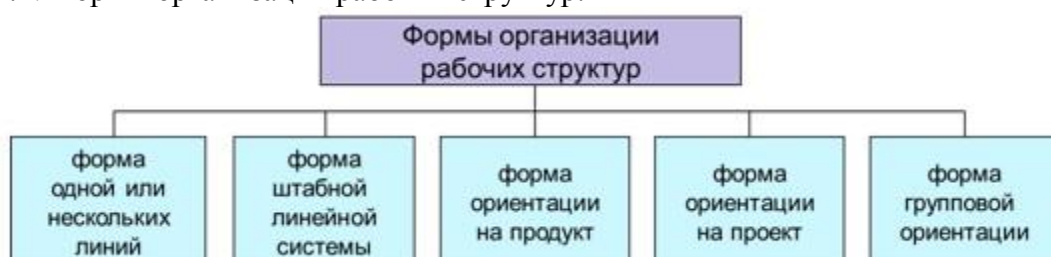 Формы организации
рабочих структур
форма
одной или
нескольких
линий
форма
штабной
линейной
системы
форма
ориентации
на продукт
форма
ориентации
на проект
форма
групповой
ориентации